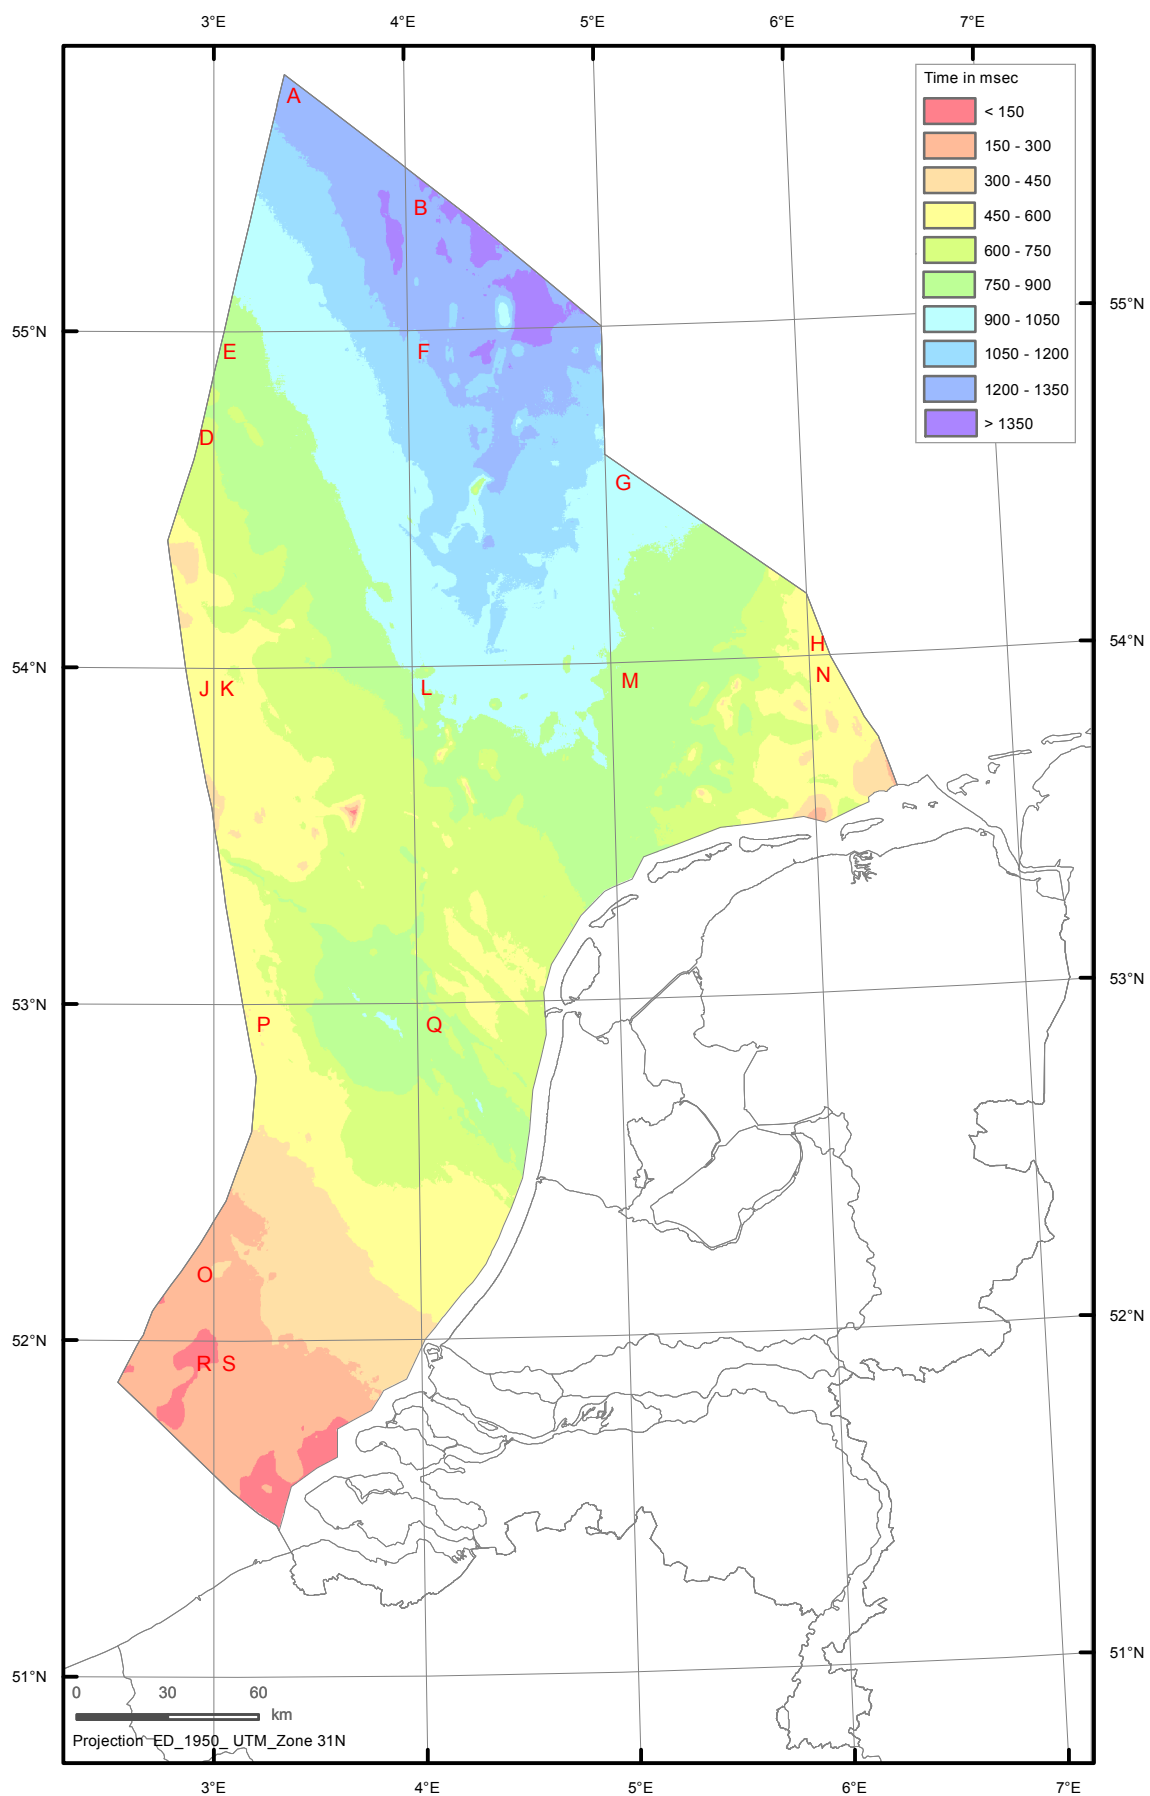 3°E 4°E 5°E 6°E 7°E
Time in msec
< 150
150 - 300
300 - 450
450 - 600
600 - 750
750 - 900
900 - 1050
1050 - 1200
1200 - 1350
> 1350
A
B
55°N
55°N
E
F
D
G
54°N
54°N
H
J K
L
M
N
53°N
53°N
P
Q
O
52°N
52°N
R S
51°N
51°N
0 30 60
km
Projection ED_1950_ UTM_Zone 31N
3°E 4°E 5°E 6°E 7°E